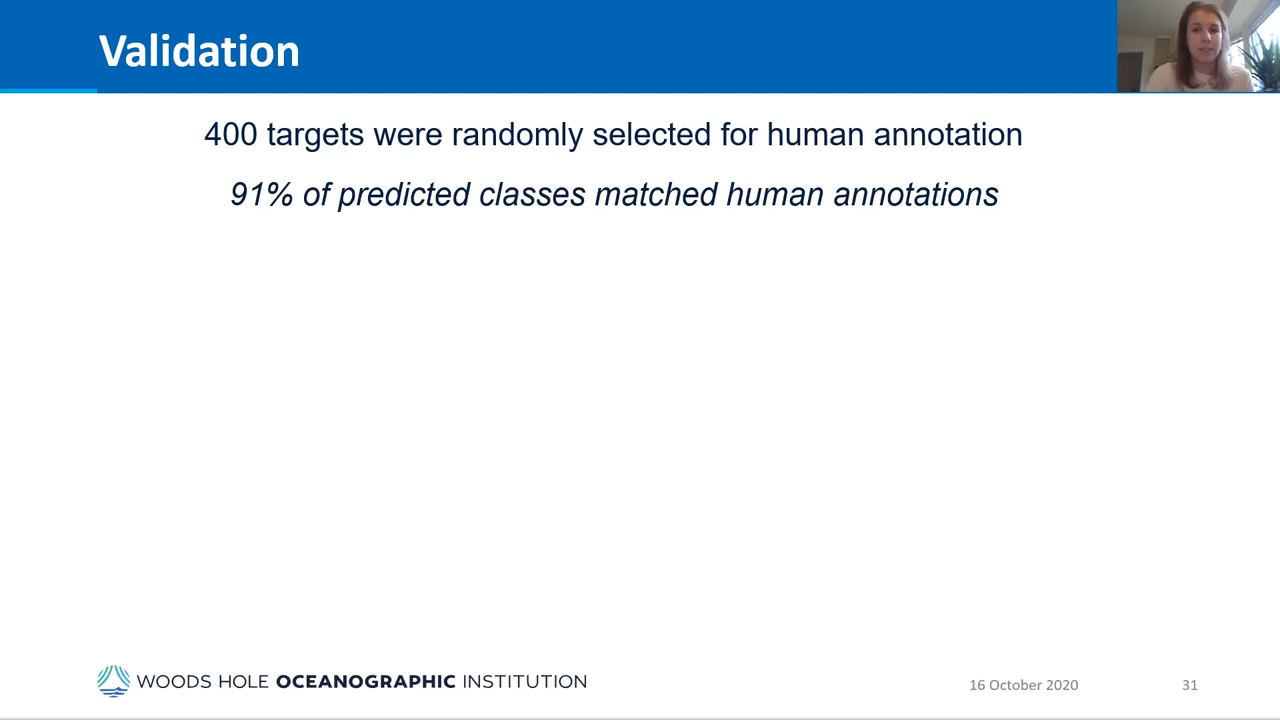 Validation
400 targets were randomly selected for human annotation
91% of predicted classes matched human annotations
WOODS HOLE OCEANOGRAPHIC INSTITUTION
16 October 2020
31